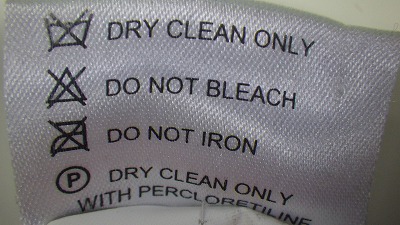 DRY CLEAN ONLY
DO NOT BLEACH
DO NOT IRON
P DRY CLEAN ONLY
WITH PERCLORETILINE